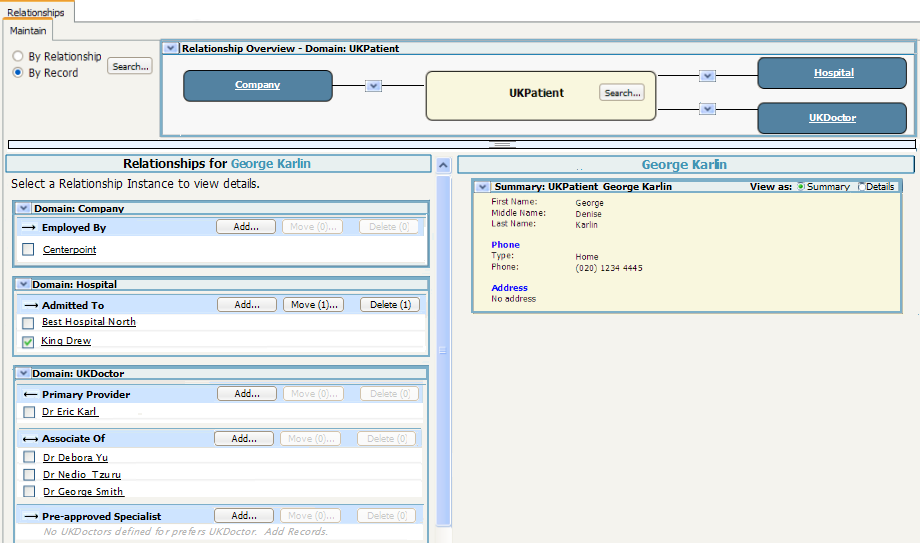 Relationships
Maintain
By Relationship
By Record
Search...
Relationship Overview - Domain: UKPatient
Company
UKPatient
Search...
Hospital
UKDoctor
Relationships for George Karlin
Select a Relationship Instance to view details.
Domain: Company
Employed By Add... Move (0)... Delete (0)
Centerpoint
Domain: Hospital
Admitted To Add... Move (1)... Delete (1)
Best Hospital North
King Drew
Domain: UKDoctor
Primary Provider Add... Move (0)... Delete (0)
Dr Eric Karl
Associate Of Add... Move (0)... Delete (0)
Dr Debora Yu
Dr Nedio Tzuru
Dr George Smith
Pre-approved Specialist Add... Move (0)... Delete (0)
No UKDoctors defined for prefers UKDoctor. Add Records.
George Karlin
Summary: UKPatient George Karlin View as: Summary Details
First Name: George
Middle Name: Denise
Last Name: Karlin
Phone
Type: Home
Phone: (020) 1234 4445
Address
No address